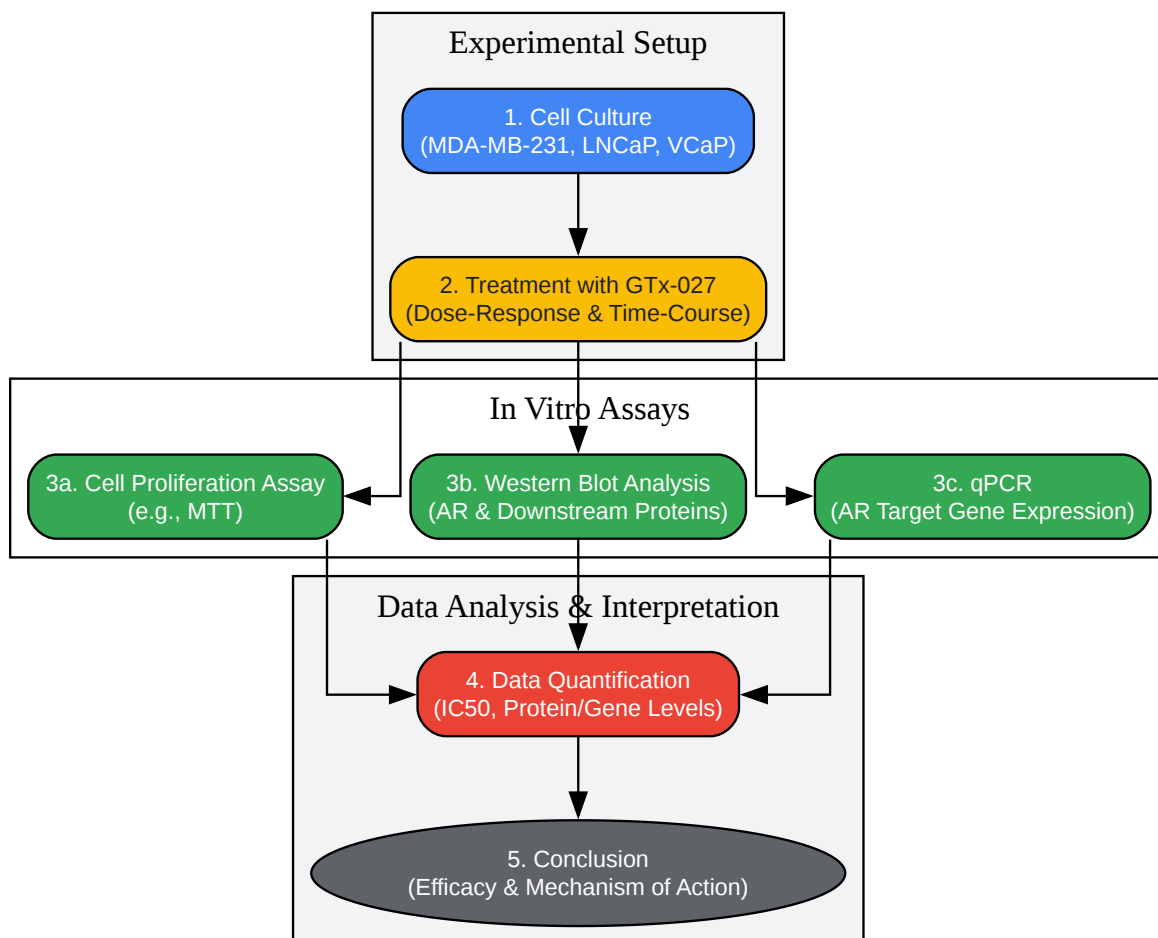 Experimental Setup
1. Cell Culture
(MDA-MB-231, LNCaP, VCaP)
2. Treatment with GTx-027
(Dose-Response & Time-Course)
In Vitro Assays
3a. Cell Proliferation Assay
(e.g., MTT)
3b. Western Blot Analysis
(AR & Downstream Proteins)
3c. qPCR
(AR Target Gene Expression)
Data Analysis & Interpretation
4. Data Quantification
(IC50, Protein/Gene Levels)
5. Conclusion
(Efficacy & Mechanism of Action)